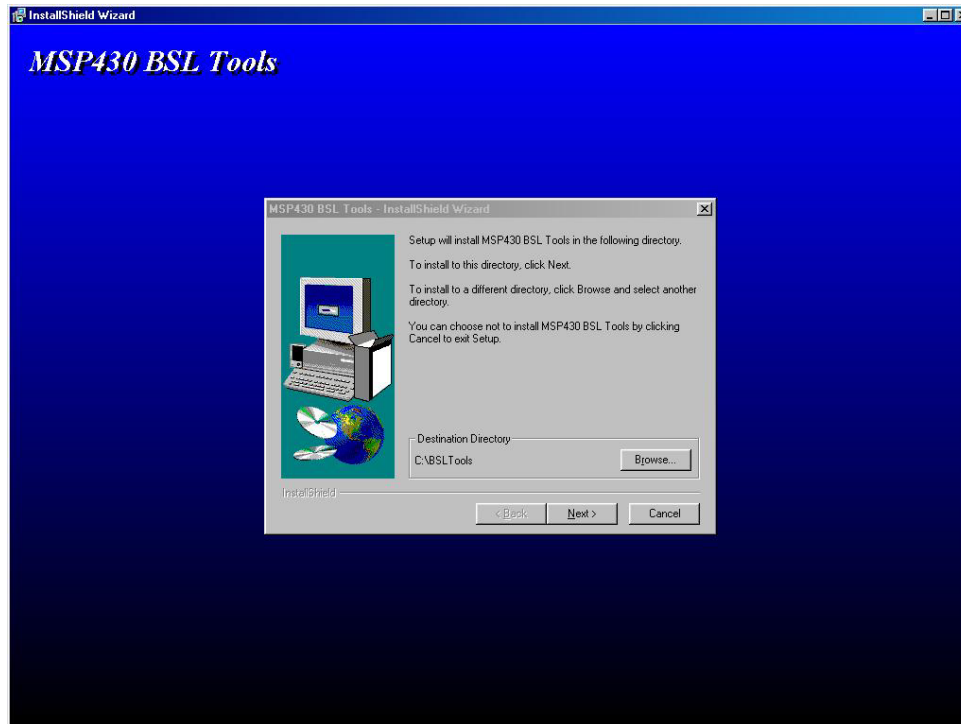 InstallShield Wizard
MSP430 BSL Tools
MSP430 BSL Tools - InstallShield Wizard
Setup will install MSP430 BSL Tools in the following directory.
To install to this directory, click Next.
To install to a different directory, click Browse and select another
directory.
You can choose not to install MSP430 BSL Tools by clicking
Cancel to exit Setup.
Destination Directory
C:\BSLTools
Browse...
InstallShield
< Back
Next >
Cancel